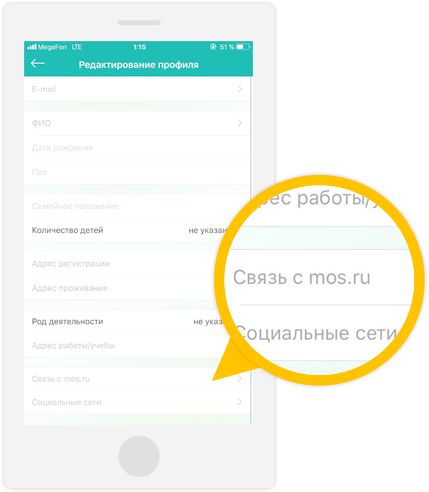 MegaFon LTE 1:15 51 %
Редактирование профиля
E-mail
ФИО
Дата рождения
Пол
Семейное положение
Количество детей не указан
Адрес регистрации
Адрес проживания
Род деятельности не указ
Адрес работы/учебы
Связь с mos.ru
Социальные сети
рес работы/у
Связь с mos.ru
Социальные сети